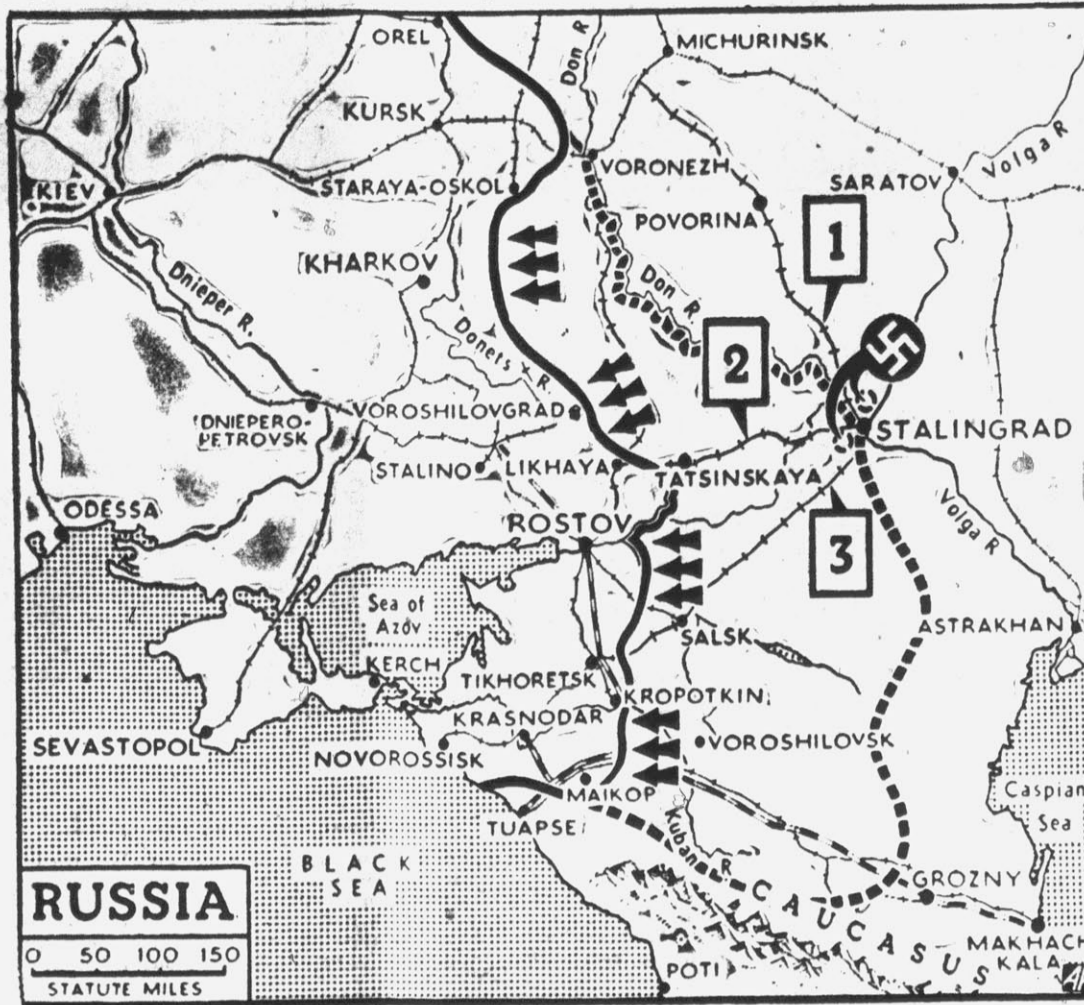 OREL
Don R
MICHURINSK
KURSK
VORONEZH
SARATOV
Volga R
KIEV
STARAYA-OSKOL
POVORINA
1
KHARKOV
Dnieper R.
Don R
Donets R
2
DNIEPERO-
PETROVSK
VOROSHILOVGRAD
STALINGRAD
STALINO
LIKHAYA
TATSINSKAYA
ODESSA
ROSTOV
Volga R
3
Sea of
Azov
SALSK
ASTRAKHAN
KERCH
TIKHORETSK
KROPOTKIN
KRASNODAR
SEVASTOPOL
NOVOROSSISK
VOROSHILOVSK
MAIKOP
Caspian
Sea
TUAPSE
Kuban R
BLACK
SEA
CAUCASUS
GROZNY
RUSSIA
MAKHACH
KALA
POTI
0 50 100 150
STATUTE MILES